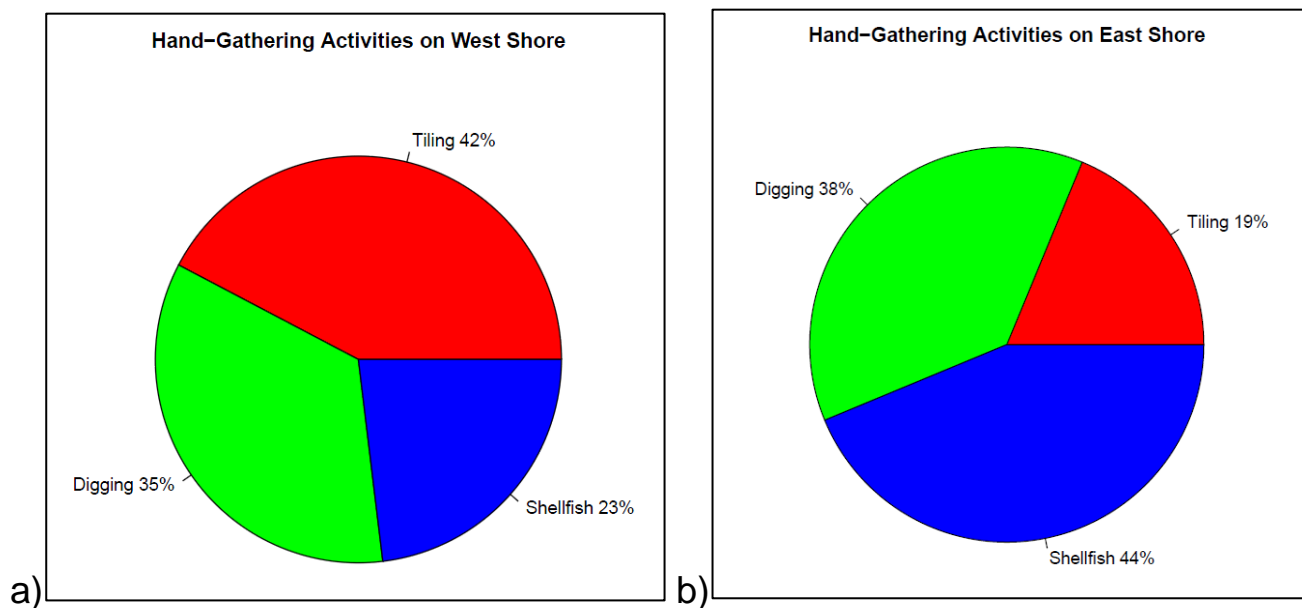 Hand−Gathering Activities on West Shore
Tiling 42%
Digging 35%
Shellfish 23%
a)
Hand−Gathering Activities on East Shore
Digging 38%
Tiling 19%
Shellfish 44%
b)